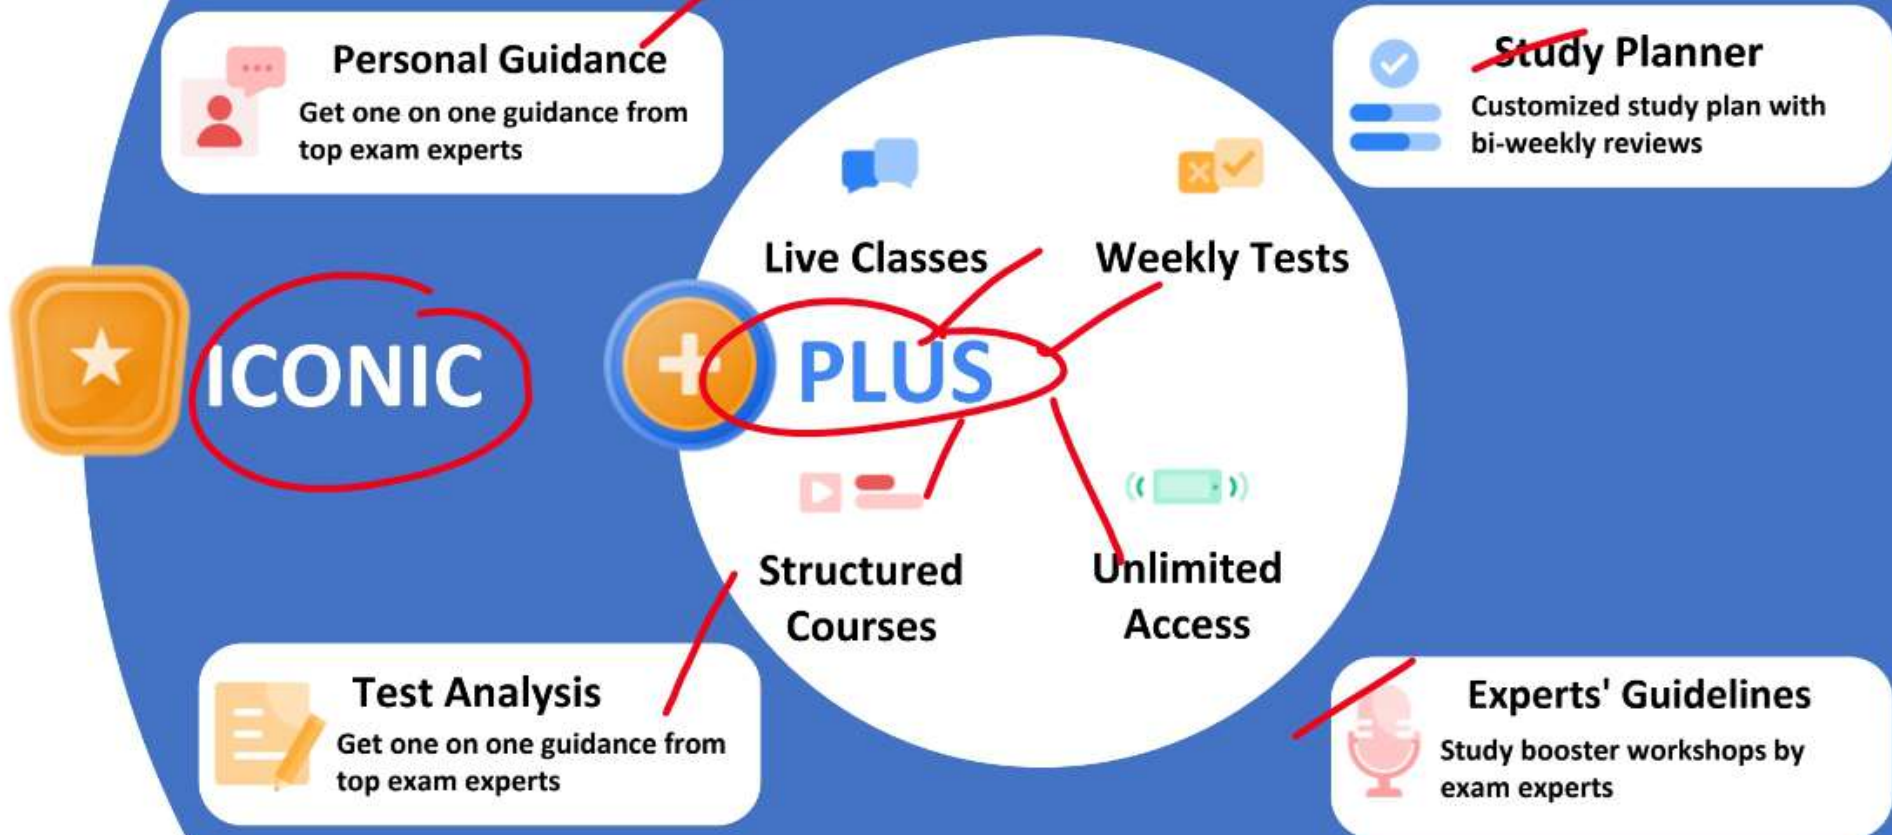 Personal Guidance
Get one on one guidance from
top exam experts
Study Planner
Customized study plan with
bi-weekly reviews
Live Classes
Weekly Tests
ICONIC
PLUS
Structured
Courses
Unlimited
Access
Test Analysis
Get one on one guidance from
top exam experts
Experts' Guidelines
Study booster workshops by
exam experts